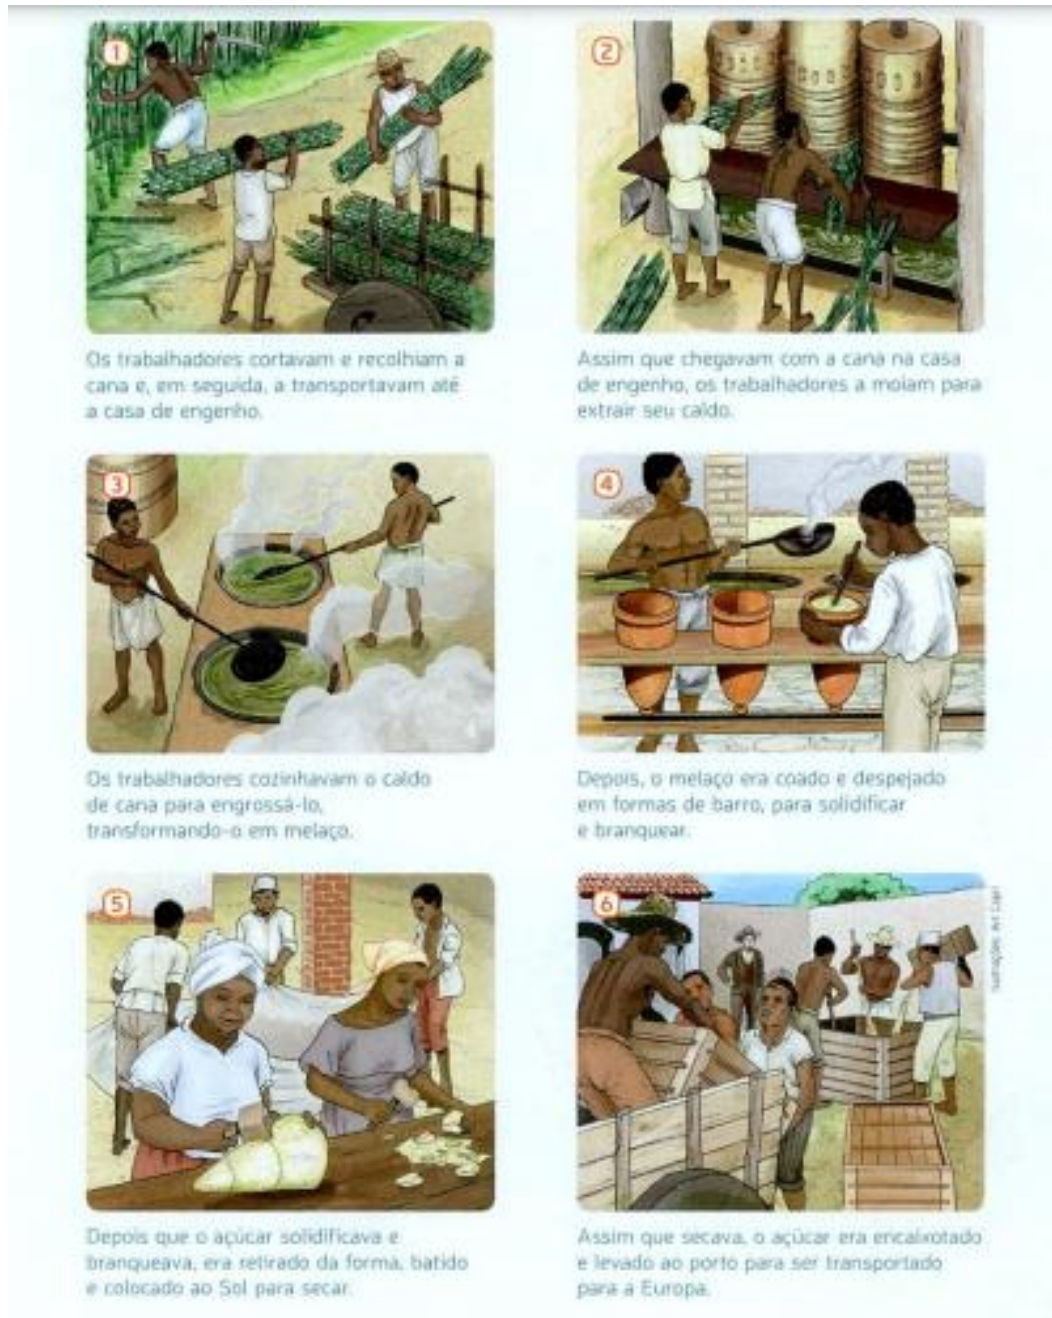 1
Os trabalhadores cortavam e recolhiam a
cana e, em seguida, a transportavam até
a casa de engenho.
2
Assim que chegavam com a cana na casa
de engenho, os trabalhadores a moíam para
extrair seu caldo.
3
Os trabalhadores cozinhavam o caldo
de cana para engrossá-lo,
transformando-o em melaço.
4
Depois, o melaço era coado e despejado
em formas de barro, para solidificar
e branquear.
5
Depois que o açúcar solidificava e
branqueava, era retirado da forma, batido
e colocado ao Sol para secar.
6
Assim que secava, o açúcar era encaixotado
e levado ao porto para ser transportado
para a Europa.